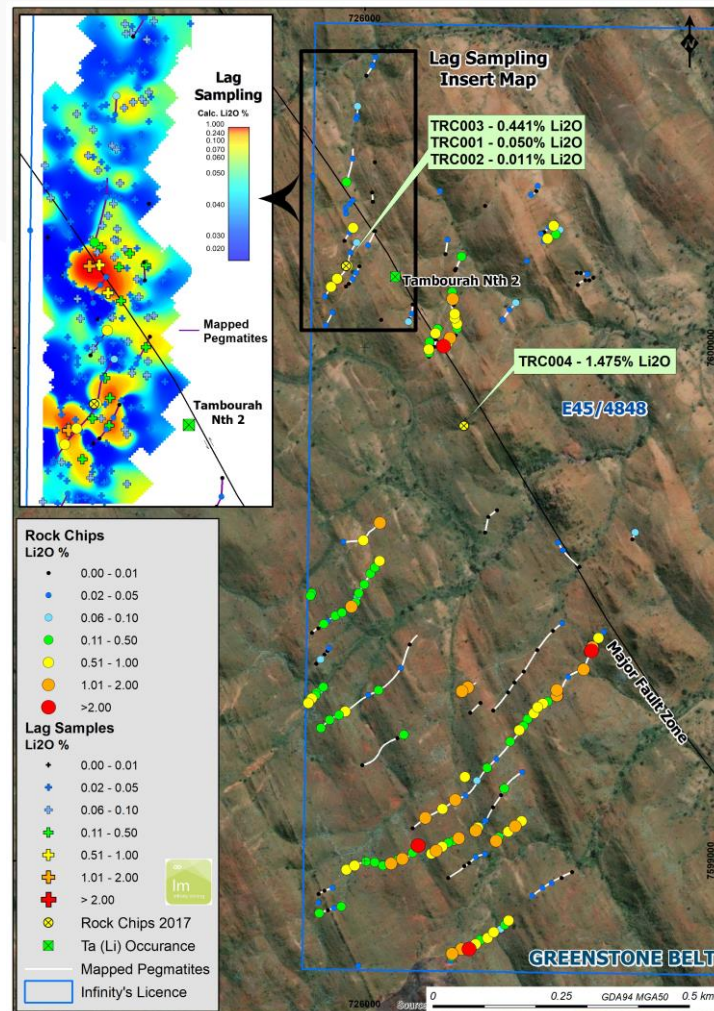 726000
Lag
Sampling
Calc. Li2O %
1.000
0.240
0.100
0.070
0.060
0.040
0.030
0.020
Mapped
Pegmatites
Tambourah
Nth 2
N
Lag Sampling
Insert Map
TRC003 - 0.441% Li2O
TRC001 - 0.050% Li2O
TRC002 - 0.011% Li2O
Tambourah Nth 2
7600000
TRC004 - 1.475% Li2O
E45/4848
Major Fault Zone
7599000
GREENSTONE BELT
Rock Chips
Li2O %
0.00 - 0.01
0.02 - 0.05
0.06 - 0.10
0.11 - 0.50
0.51 - 1.00
1.01 - 2.00
>2.00
Lag Samples
Li2O %
0.00 - 0.01
0.02 - 0.05
0.06 - 0.10
0.11 - 0.50
0.51 - 1.00
1.01 - 2.00
> 2.00
Im
Rock Chips 2017
Ta (Li) Occurance
Mapped Pegmatites
Infinity's Licence
726000
Source
0 0.25 0.5 km
GDA94 MGA50